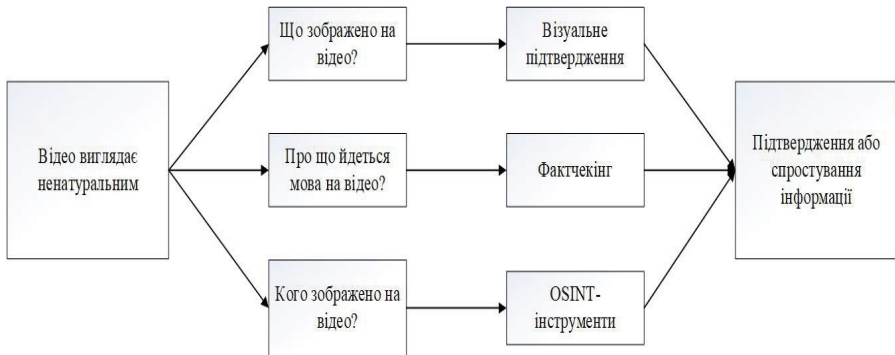 Відео виглядає
ненатуральним
Що зображено на
відео?
Візуальне
підтвердження
Про що йдеться
мова на відео?
Фактчекінг
Кого зображено на
відео?
OSINT-
інструменти
Підтвердження або
спростування
інформації